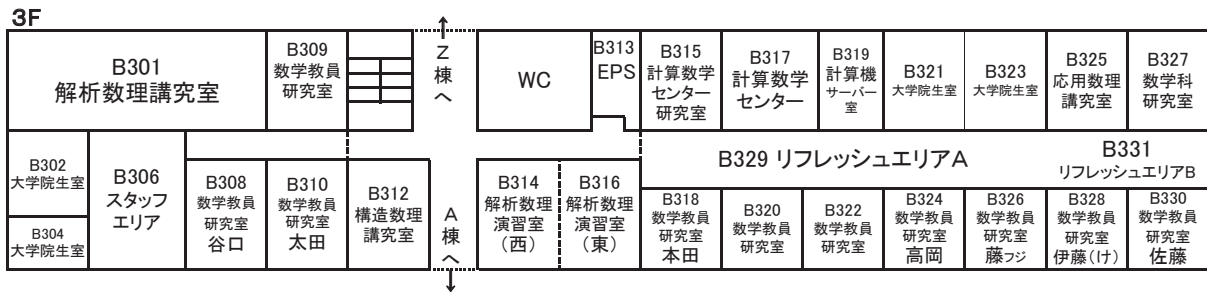 3F
B301
解析数理講究室
B309
数学教員
研究室
Z
棟
へ
WC
B313
EPS
B315
計算数学
センター
研究室
B317
計算数学
センター
B319
計算機
サーバー
室
B321
大学院生室
B323
大学院生室
B325
応用数理
講究室
B327
数学科
研究室
B302
大学院生室
B304
大学院生室
B306
スタッフ
エリア
B308
数学教員
研究室
谷口
B310
数学教員
研究室
太田
B312
構造数理
講究室
A
棟
へ
B314
解析数理
演習室
(西)
B316
解析数理
演習室
(東)
B329 リフレッシュエリアA
B331
リフレッシュエリアB
B318
数学教員
研究室
本田
B320
数学教員
研究室
B322
数学教員
研究室
B324
数学教員
研究室
高岡
B326
数学教員
研究室
藤フジ
B328
数学教員
研究室
伊藤(け)
B330
数学教員
研究室
佐藤